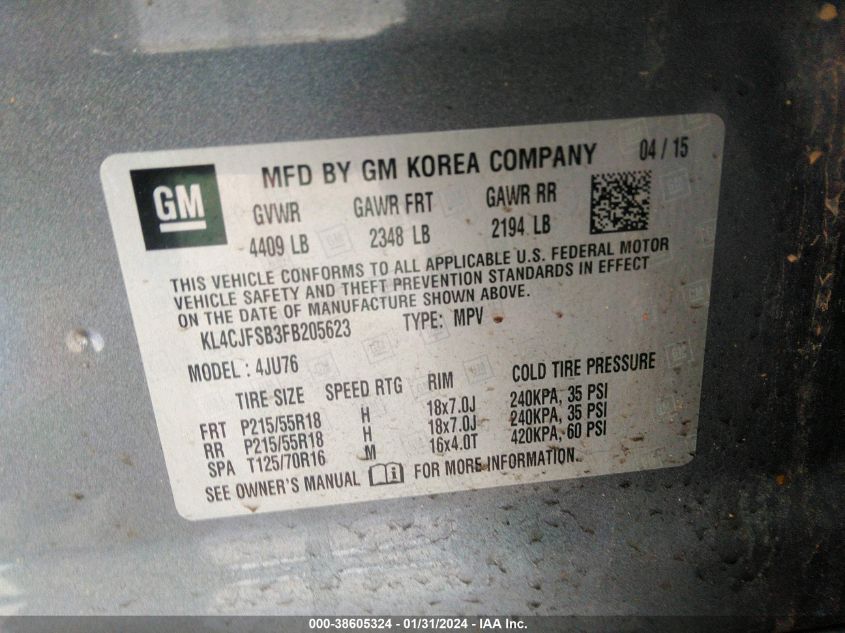 GM
MFD BY GM KOREA COMPANY 04 / 15
GVWR GAWR FRT GAWR RR
4409 LB 2348 LB 2194 LB
THIS VEHICLE CONFORMS TO ALL APPLICABLE U.S. FEDERAL MOTOR
VEHICLE SAFETY AND THEFT PREVENTION STANDARDS IN EFFECT
ON THE DATE OF MANUFACTURE SHOWN ABOVE.
KL4CJFSB3FB205623 TYPE: MPV
MODEL : 4JU76
TIRE SIZE SPEED RTG RIM COLD TIRE PRESSURE
FRT P215/55R18 H 18x7.0J 240KPA, 35 PSI
RR P215/55R18 H 18x7.0J 240KPA, 35 PSI
SPA T125/70R16 M 16x4.0T 420KPA, 60 PSI
SEE OWNER'S MANUAL FOR MORE INFORMATION.
000-38605324 - 01/31/2024 - IAA Inc.